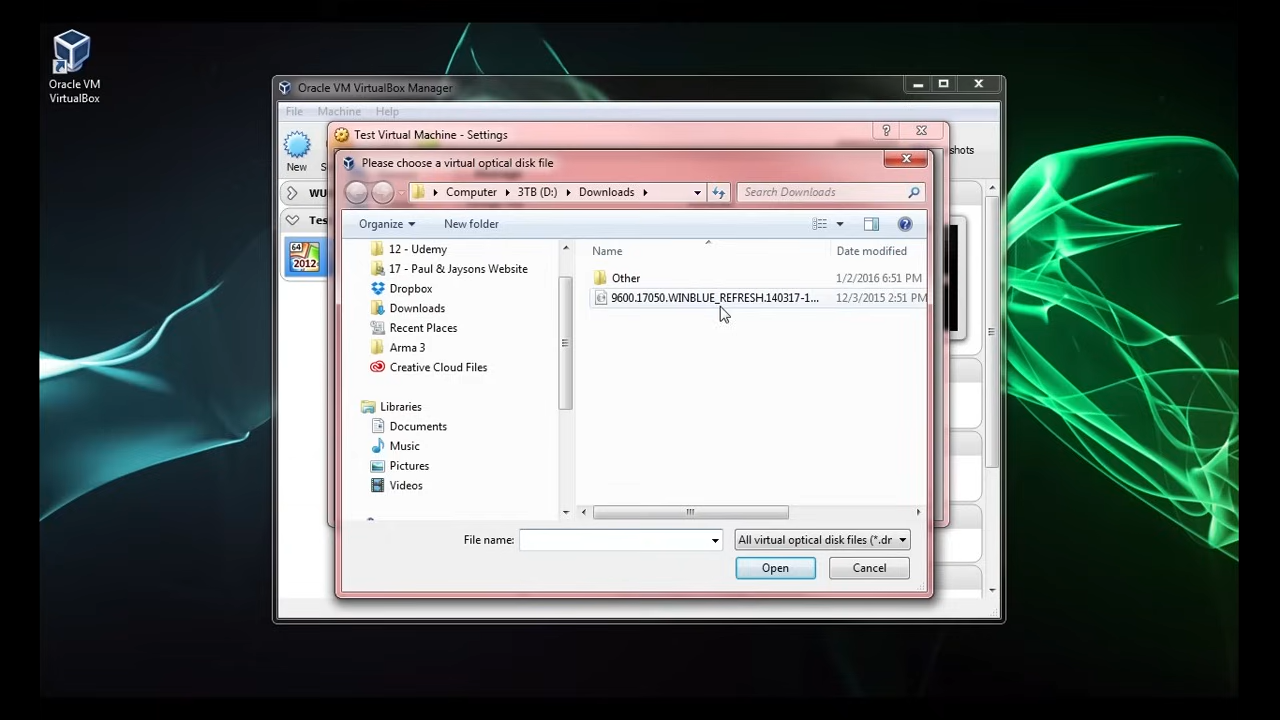 Oracle VM
VirtualBox
Oracle VM VirtualBox Manager
File Machine Help
Test Virtual Machine - Settings
New
Please choose a virtual optical disk file
Computer 3TB (D:) Downloads
Search Downloads
Organize New folder
Name Date modified
12 - Udemy
17 - Paul & Jaysons Website
Dropbox
Downloads
Recent Places
Arma 3
Creative Cloud Files
Libraries
Documents
Music
Pictures
Videos
Other 1/2/2016 6:51 PM
9600.17050.WINBLUE_REFRESH.140317-1... 12/3/2015 2:51 PM
64
2012
File name:
All virtual optical disk files (*.dr
Open Cancel